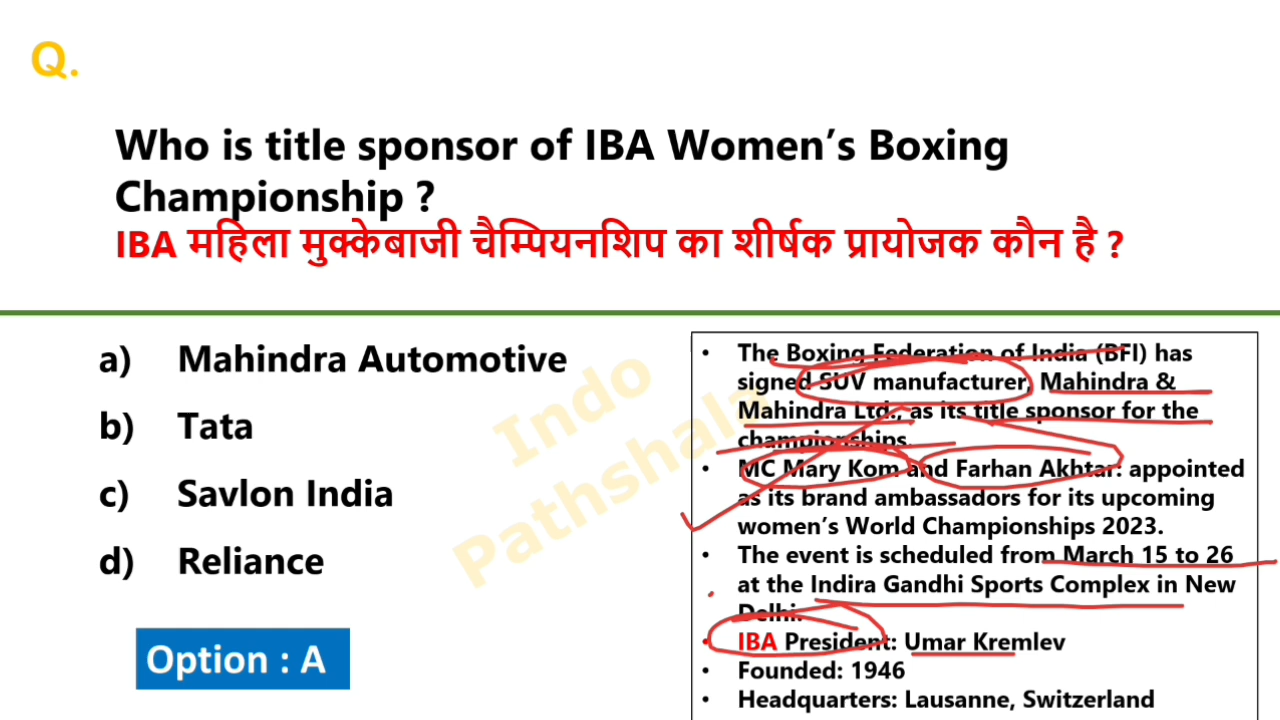 Q.
Who is title sponsor of IBA Women’s Boxing
Championship ?
IBA महिला मुक्केबाजी चैम्पियनशिप का शीर्षक प्रायोजक कौन है ?
a) Mahindra Automotive
b) Tata
c) Savlon India
d) Reliance
Option : A
Indo
Pathshala
• The Boxing Federation of India (BFI) has
signed SUV manufacturer, Mahindra &
Mahindra Ltd., as its title sponsor for the
championships.
• MC Mary Kom and Farhan Akhtar: appointed
as its brand ambassadors for its upcoming
women’s World Championships 2023.
• The event is scheduled from March 15 to 26
at the Indira Gandhi Sports Complex in New
Delhi.
• IBA President: Umar Kremlev
• Founded: 1946
• Headquarters: Lausanne, Switzerland